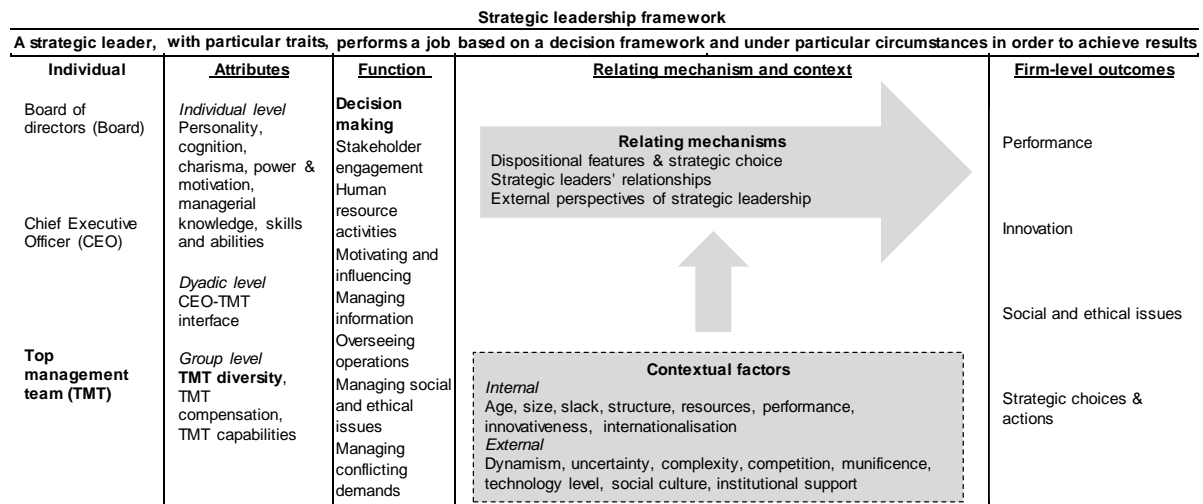 Strategic leadership framework
A strategic leader, with particular traits, performs a job based on a decision framework and under particular circumstances in order to achieve results
Individual
Board of
directors (Board)
Chief Executive
Officer (CEO)
Top
management
team (TMT)
Attributes
Individual level
Personality,
cognition,
charisma, power &
motivation,
managerial
knowledge, skills
and abilities
Dyadic level
CEO-TMT
interface
Group level
TMT diversity,
TMT
compensation,
TMT capabilities
Function
Decision
making
Stakeholder
engagement
Human
resource
activities
Motivating and
influencing
Managing
information
Overseeing
operations
Managing social
and ethical
issues
Managing
conflicting
demands
Relating mechanism and context
Relating mechanisms
Dispositional features & strategic choice
Strategic leaders' relationships
External perspectives of strategic leadership
Contextual factors
Internal
Age, size, slack, structure, resources, performance,
innovativeness, internationalisation
External
Dynamism, uncertainty, complexity, competition, munificence,
technology level, social culture, institutional support
Firm-level outcomes
Performance
Innovation
Social and ethical issues
Strategic choices &
actions